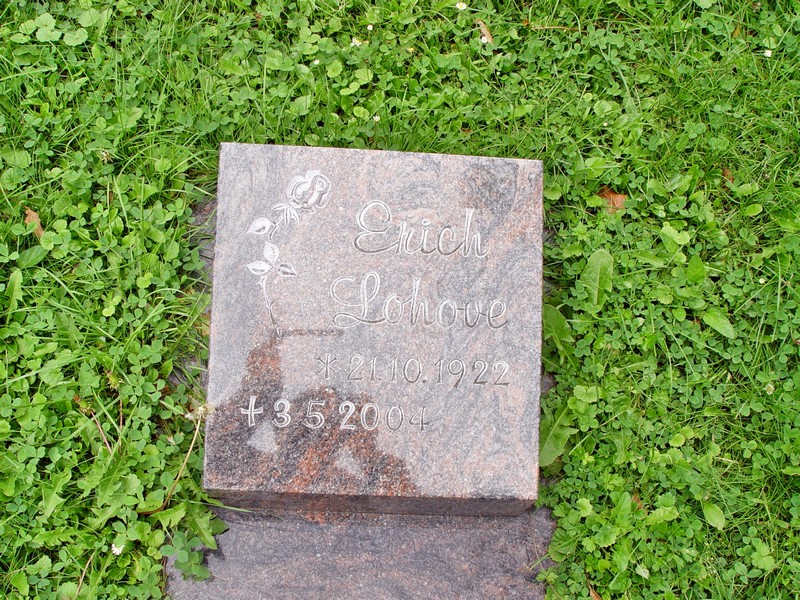 Erich
Lohove
* 21.10.1922
† 3.5.2004